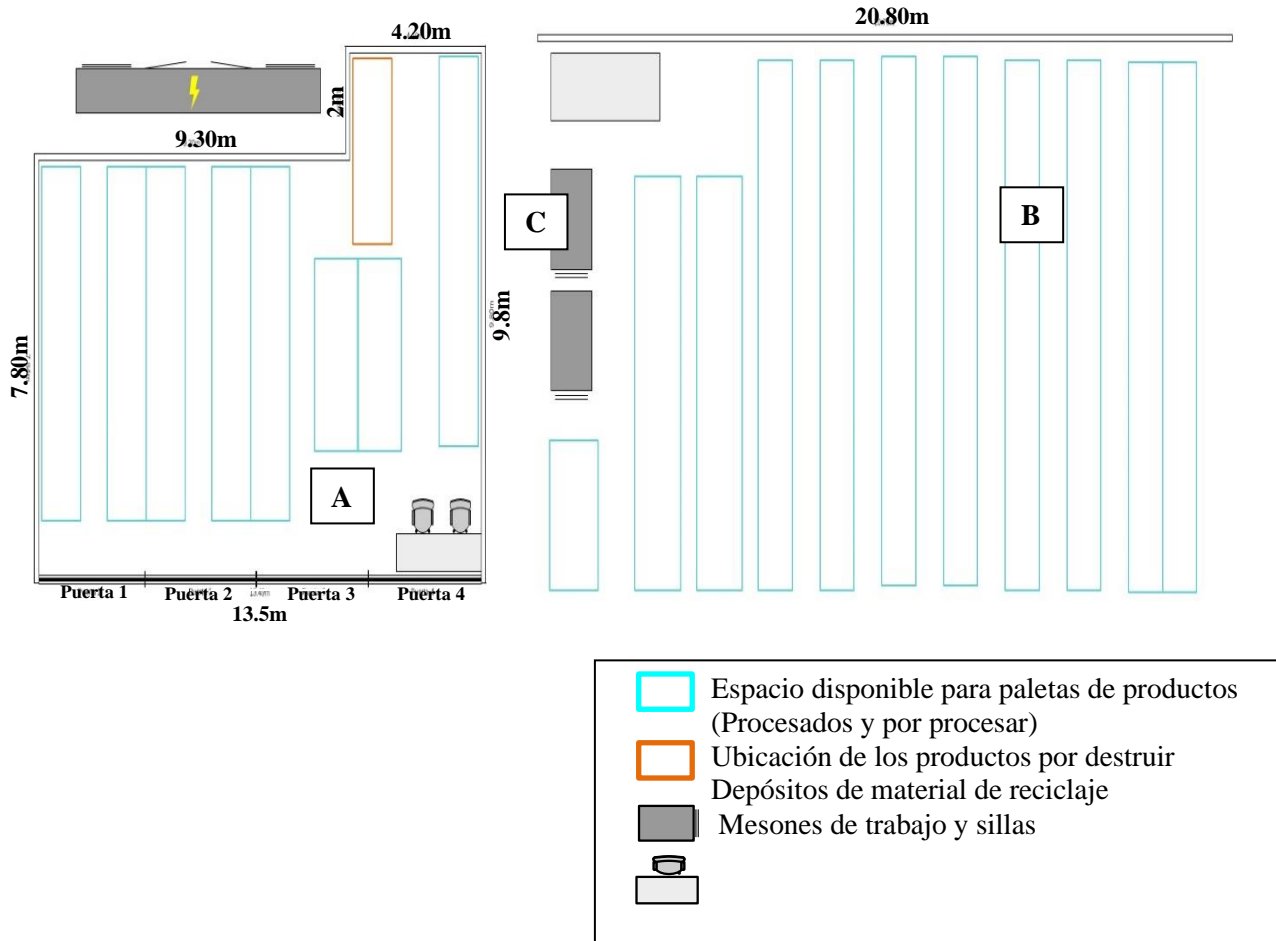 4.20m
20.80m
2m
9.30m
C
B
7.80m
9.8m
A
Puerta 1
Puerta 2
Puerta 3
Puerta 4
13.5m
Espacio disponible para paletas de productos
(Procesados y por procesar)
Ubicación de los productos por destruir
Depósitos de material de reciclaje
Mesones de trabajo y sillas